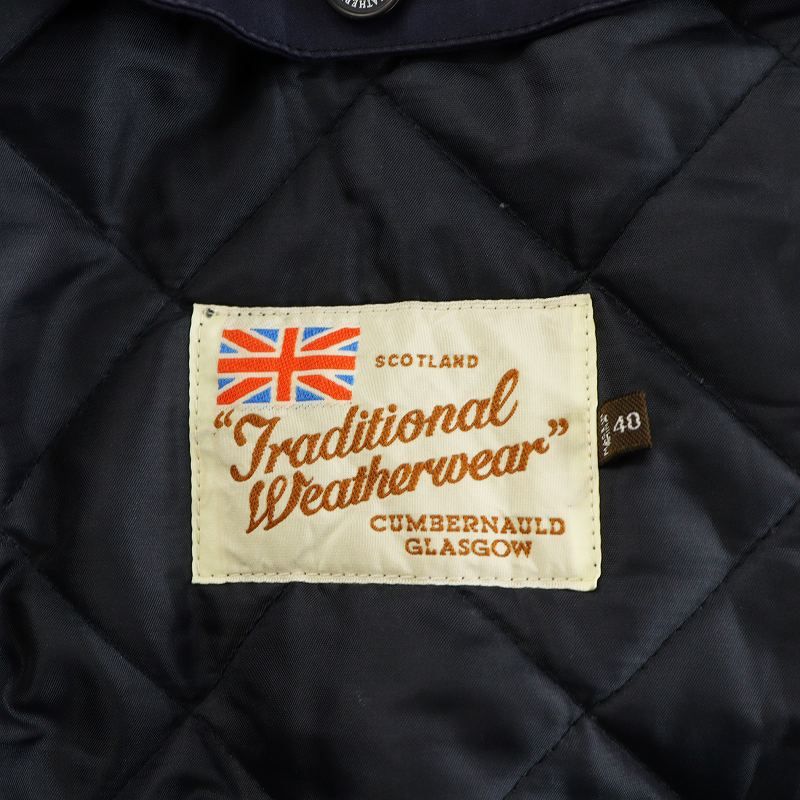 SCOTLAND
"Traditional
Weatherwear"
CUMBERNAULD
GLASGOW
40